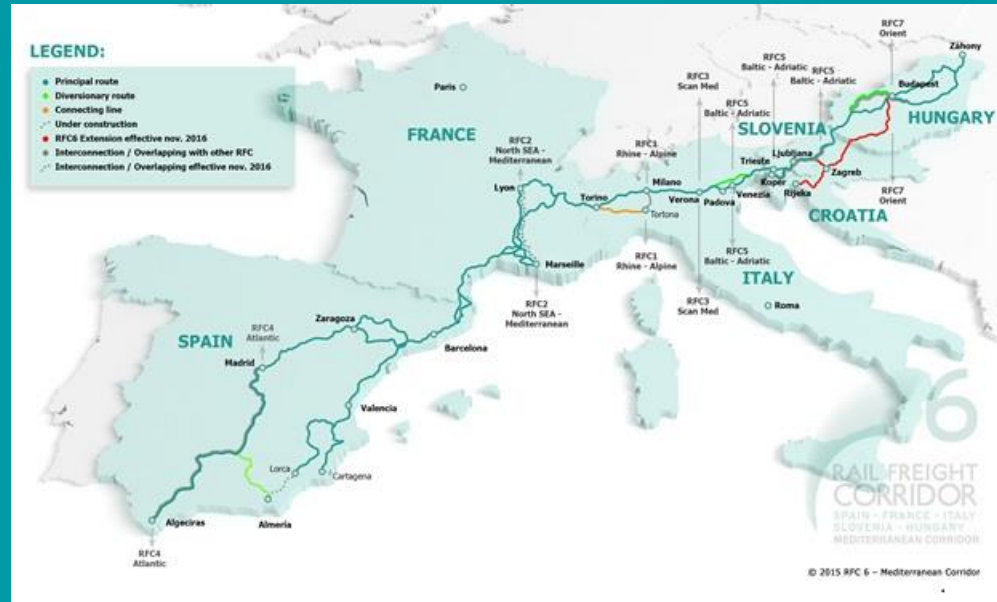 LEGEND:
Principal route
Diversionary route
Connecting line
Under construction
RFC6 Extension effective nov. 2016
Interconnection / Overlapping with other RFC
Interconnection / Overlapping effective nov. 2016
Paris
FRANCE
RFC2
North SEA -
Mediterranean
Lyon
RFC1
Rhine - Alpine
RFC3
Scan Med
RFC5
Baltic - Adriatic
RFC5
Baltic - Adriatic
RFC5
Baltic - Adriatic
RFC7
Orient
Záhony
Budapest
HUNGARY
SLOVENIA
Ljubljana
Trieste
Koper
Zagreb
Rijeka
CROATIA
RFC7
Orient
Torino
Milano
Tortona
Verona
Padova
Venezia
RFC1
Rhine - Alpine
RFC3
Scan Med
RFC5
Baltic - Adriatic
ITALY
Roma
Marseille
RFC2
North SEA -
Mediterranean
SPAIN
Zaragoza
RFC4
Atlantic
Madrid
Barcelona
Valencia
Lorca
Cartagena
Almeria
Algeciras
RFC4
Atlantic
6
RAIL FREIGHT
CORRIDOR
SPAIN - FRANCE - ITALY
SLOVENIA - HUNGARY
MEDITERRANEAN CORRIDOR
© 2015 RFC 6 – Mediterranean Corridor